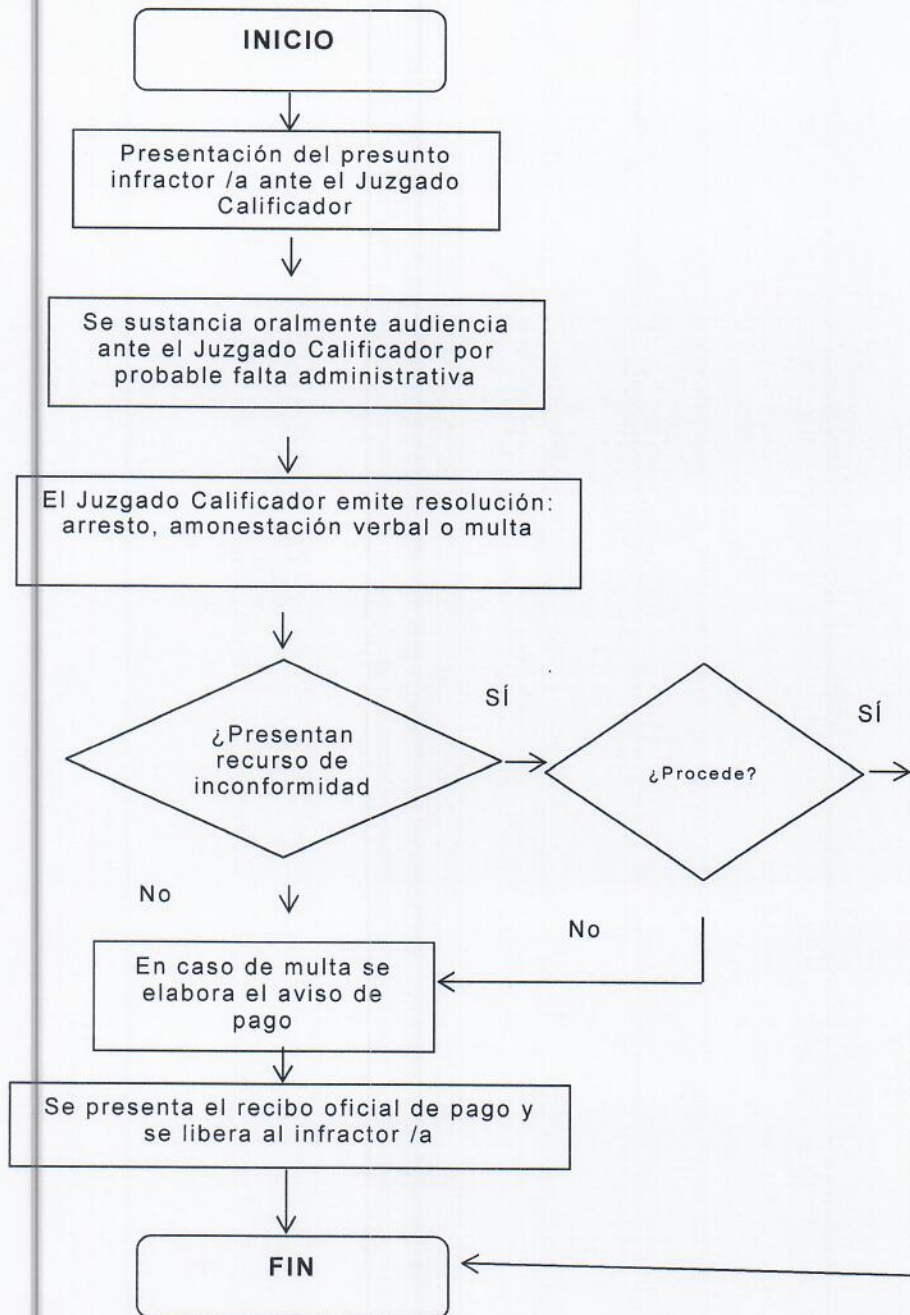 INICIO
Presentación del presunto
infractor /a ante el Juzgado
Calificador
Se sustancia oralmente audiencia
ante el Juzgado Calificador por
probable falta administrativa
El Juzgado Calificador emite resolución:
arresto, amonestación verbal o multa
¿Presentan
recurso de
inconformidad
SÍ
¿Procede?
SÍ
No
No
En caso de multa se
elabora el aviso de
pago
Se presenta el recibo oficial de pago y
se libera al infractor /a
FIN